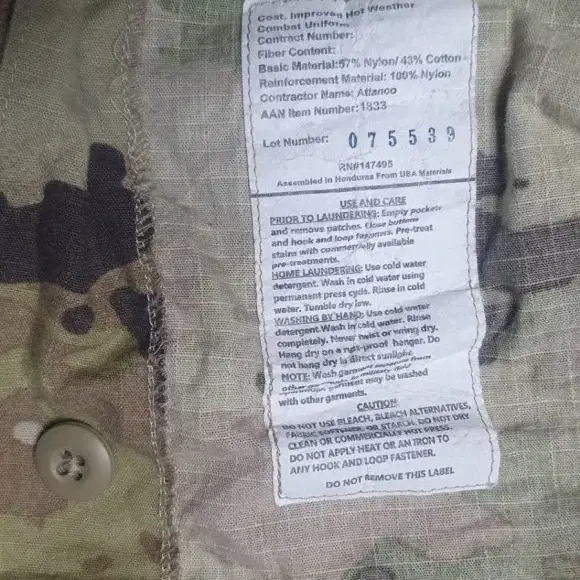 Coat, Improved Hot Weather
Combat Uniform
Contract Number:
Fiber Content:
Basic Material:57% Nylon/ 43% Cotton
Reinforcement Material: 100% Nylon
Contractor Name: Atlanco
AAN Item Number:1833
Lot Number: 075539
RN#147495
Assembled in Honduras From USA Materials
USE AND CARE
PRIOR TO LAUNDERING: Empty pockets
and remove patches. Close buttons
and hook and loop fasteners. Pre-treat
stains with commercially available
pre-treatments.
HOME LAUNDERING: Use cold water
detergent. Wash in cold water using
permanent press cycle. Rinse in cold
water. Tumble dry low.
WASHING BY HAND: Use cold water
detergent.Wash in cold water. Rinse
completely. Never twist or wring dry.
Hang dry on a rust-proof hanger. Do
not hang dry in direct sunlight.
NOTE: Wash garment separate from
other
garment may be washed
with other garments.
CAUTION
DO NOT USE BLEACH, BLEACH ALTERNATIVES,
FABRIC SOFTENER, OR STARCH. DO NOT DRY
CLEAN OR COMMERCIALLY HOT PRESS.
DO NOT APPLY HEAT OR AN IRON TO
ANY HOOK AND LOOP FASTENER.
DO NOT REMOVE THIS LABEL